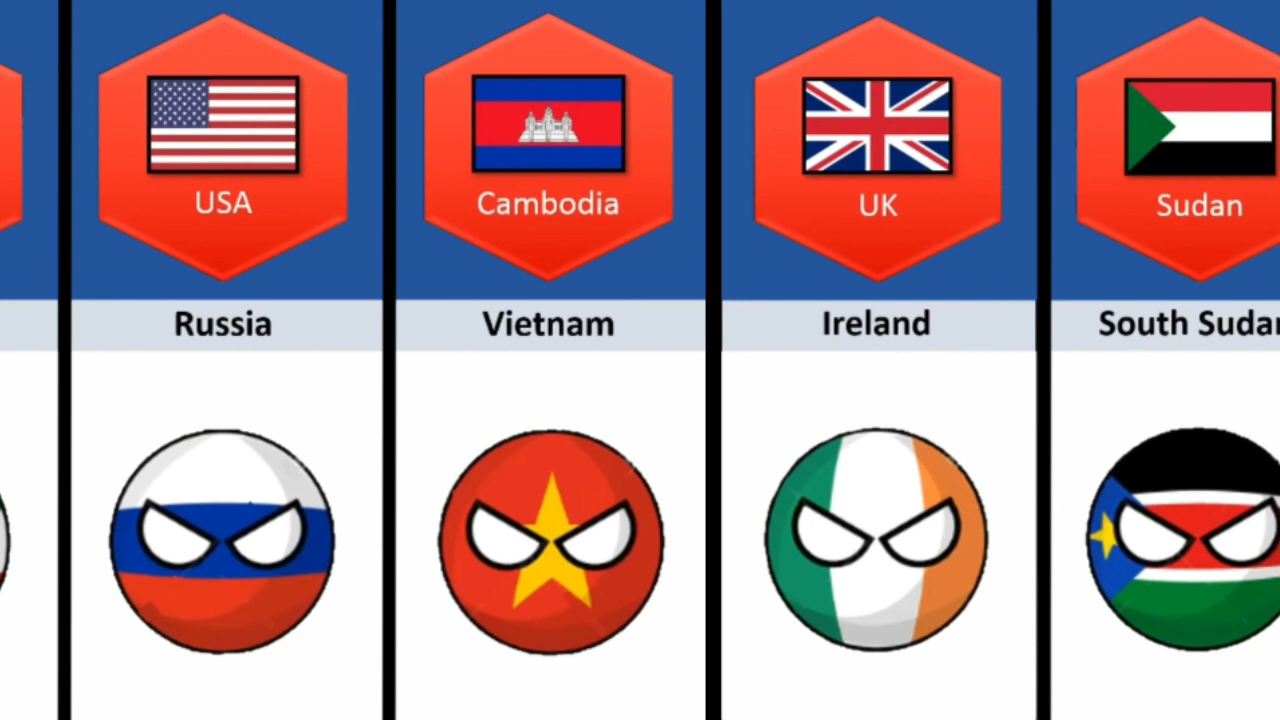 USA
Cambodia
UK
Sudan
Russia
Vietnam
Ireland
South Sudan